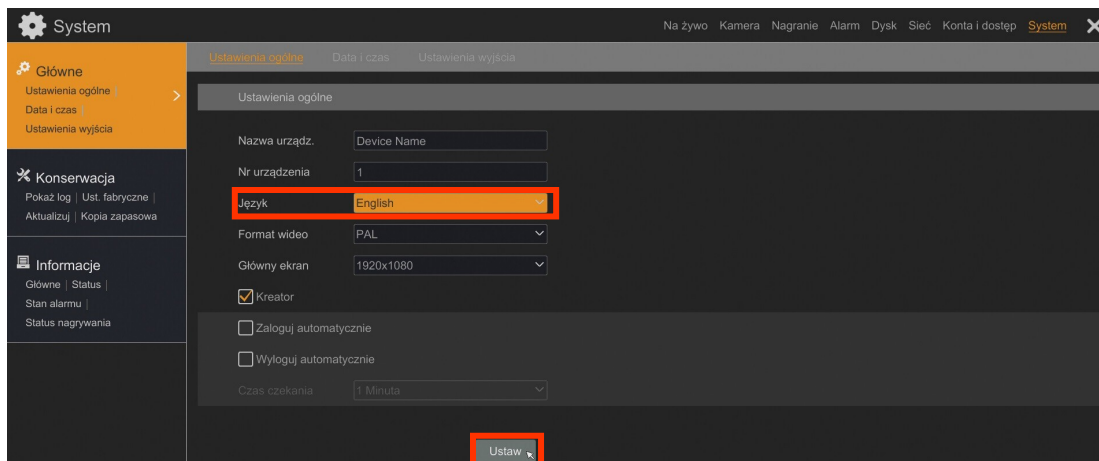 System
Na żywo Kamera Nagranie Alarm Dysk Sieć Konta i dostęp System
Główne
Ustawienia ogólne |
Data i czas |
Ustawienia wyjścia
Konserwacja
Pokaż log | Ust. fabryczne |
Aktualizuj | Kopia zapasowa
Informacje
Główne | Status |
Stan alarmu |
Status nagrywania
Ustawienia ogólne Data i czas Ustawienia wyjścia
Ustawienia ogólne
Nazwa urządz. Device Name
Nr urządzenia 1
Język English
Format wideo PAL
Główny ekran 1920x1080
Kreator
Zaloguj automatycznie
Wyloguj automatycznie
Czas czekania 1 Minuta
Ustaw